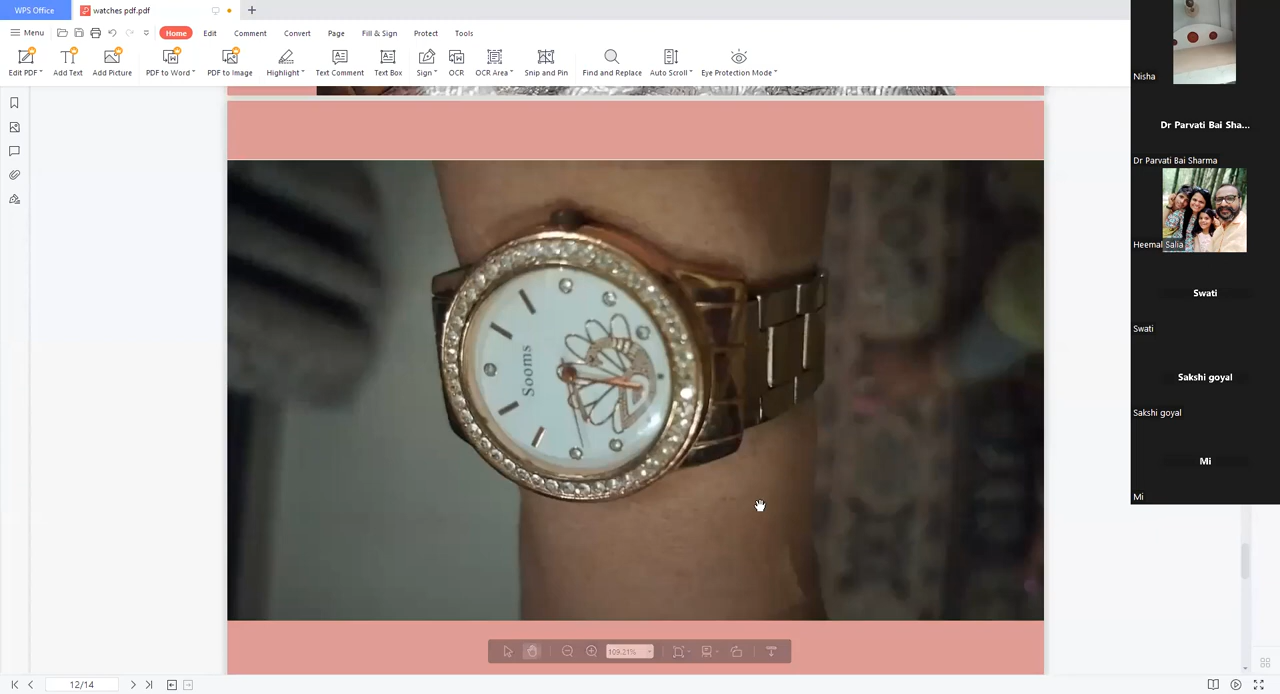 WPS Office
watches pdf.pdf
Menu
Home
Edit
Comment
Convert
Page
Fill & Sign
Protect
Tools
Edit PDF
Add Text
Add Picture
PDF to Word
PDF to Image
Highlight
Text Comment
Text Box
Sign
OCR
OCR Area
Snip and Pin
Find and Replace
Auto Scroll
Eye Protection Mode
Sooms
109.21%
12/14
Nisha
Dr Parvati Bai Sha...
Dr Parvati Bai Sharma
Heemal Salia
Swati
Swati
Sakshi goyal
Sakshi goyal
Mi
Mi